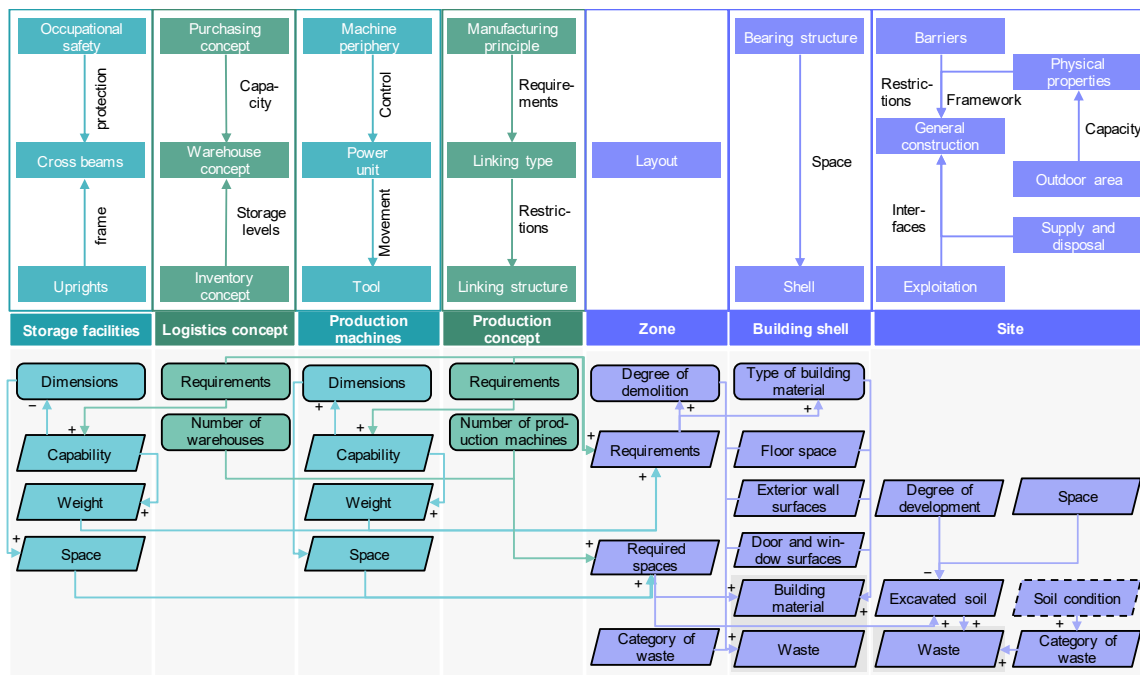 Occupational
safety
Purchasing
concept
Machine
periphery
Manufacturing
principle
Bearing structure
Barriers
Physical
properties
protection
Capa-
city
Control
Require-
ments
Restric-
tions
Framework
Capacity
Cross beams
Warehouse
concept
Power
unit
Linking type
Layout
Space
General
construction
Outdoor area
frame
Storage
levels
Movement
Restric-
tions
Inter-
faces
Supply and
disposal
Uprights
Inventory
concept
Tool
Linking structure
Shell
Exploitation
Storage facilities
Logistics concept
Production
machines
Production
concept
Zone
Building shell
Site
Dimensions
Requirements
Dimensions
Requirements
Degree of
demolition
Type of building
material
−
+
+
+
+
+
Number of
warehouses
Number of pro-
duction machines
+
Capability
Capability
Requirements
Floor space
+
Weight
+
Weight
+
Exterior wall
surfaces
Degree of
development
Space
+
Space
Space
+
Required
spaces
+
Door and win-
dow surfaces
−
+
Building
material
+
Excavated soil
Soil condition
+
+
+
Category of
waste
+
Waste
Waste
+
Category of
waste